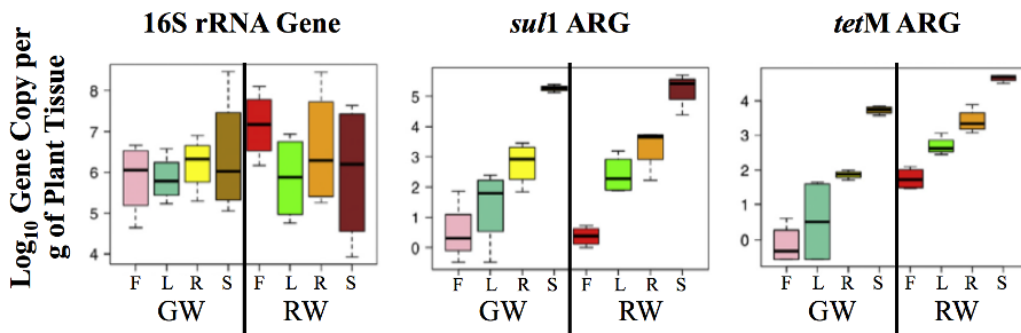 16S rRNA Gene
sul1 ARG
tetM ARG
Log10 Gene Copy per
g of Plant Tissue
8
7
6
5
4
F L R S F L R S
GW RW
5
4
3
2
1
0
F L R S F L R S
GW RW
4
3
2
1
0
F L R S F L R S
GW RW